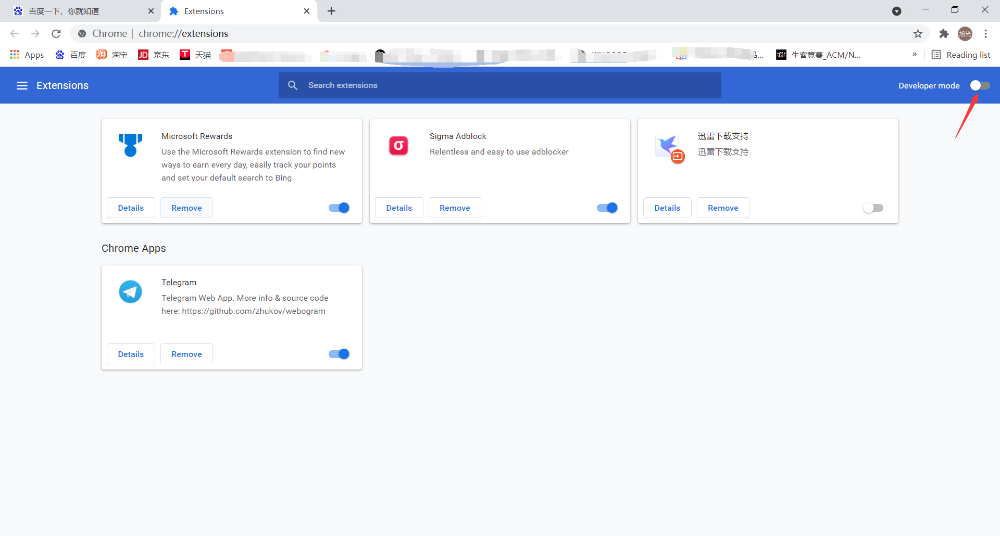 百度一下，你就知道
Extensions
Chrome | chrome://extensions
旭光
Apps 百度 淘宝 京东 天猫 牛客竞赛_ACM/N... » Reading list
Extensions
Search extensions
Developer mode
Microsoft Rewards
Use the Microsoft Rewards extension to find new
ways to earn every day, easily track your points
and set your default search to Bing
Details
Remove
Sigma Adblock
Relentless and easy to use adblocker
Details
Remove
迅雷下载支持
迅雷下载支持
Details
Remove
Chrome Apps
Telegram
Telegram Web App. More info & source code
here: https://github.com/zhukov/webogram
Details
Remove